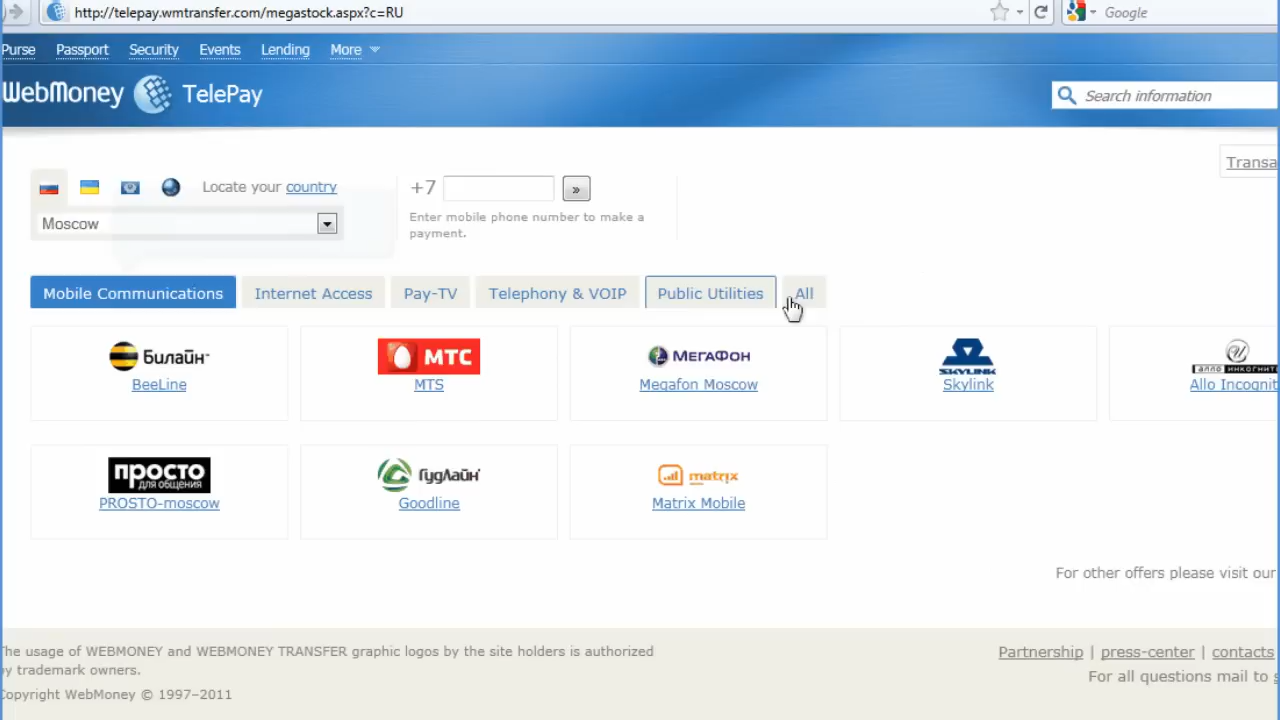 http://telepay.wmtransfer.com/megastock.aspx?c=RU
Google
Purse Passport Security Events Lending More
WebMoney TelePay
Search information
Transa
Locate your country
+7
»
Moscow
Enter mobile phone number to make a
payment.
Mobile Communications Internet Access Pay-TV Telephony & VOIP Public Utilities All
Билайн™
BeeLine
МТС
MTS
МегаФон
Megafon Moscow
SKYLINK
Skylink
АЛЛО ИНКОГНИТ
Allo Incognit
просто
для общения
PROSTO-moscow
ГудЛайн
Goodline
matrix
Matrix Mobile
For other offers please visit our
The usage of WEBMONEY and WEBMONEY TRANSFER graphic logos by the site holders is authorized
by trademark owners.
Copyright WebMoney © 1997–2011
Partnership | press-center | contacts
For all questions mail to s